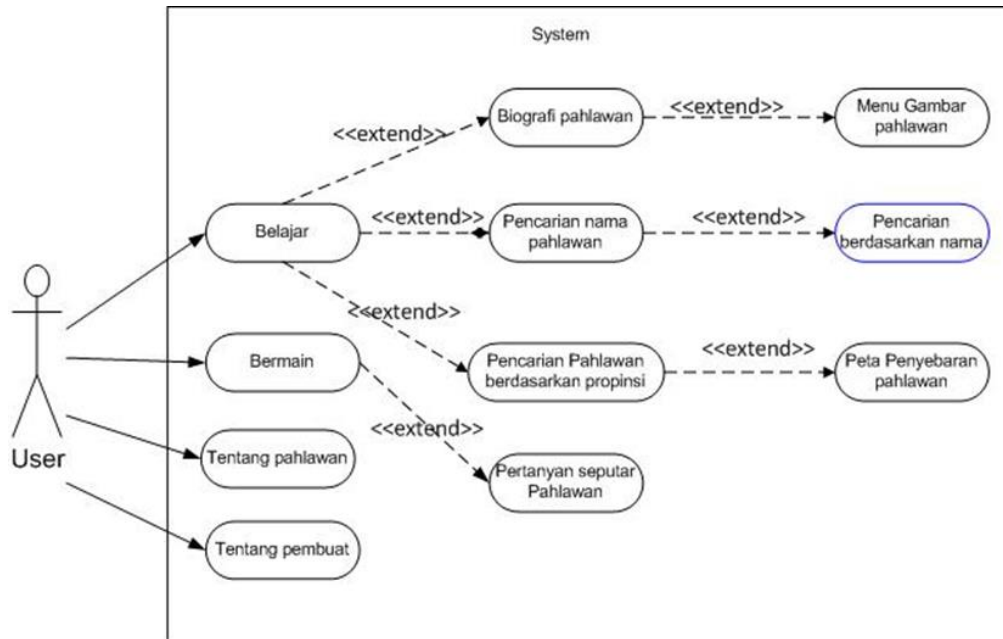 System
<<extend>>
Biografi pahlawan
<<extend>>
Menu Gambar
pahlawan
Belajar
<<extend>>
Pencarian nama
pahlawan
<<extend>>
Pencarian
berdasarkan nama
<<extend>>
Bermain
Pencarian Pahlawan
berdasarkan propinsi
<<extend>>
Peta Penyebaran
pahlawan
<<extend>>
User
Tentang pahlawan
Pertanyan seputar
Pahlawan
Tentang pembuat